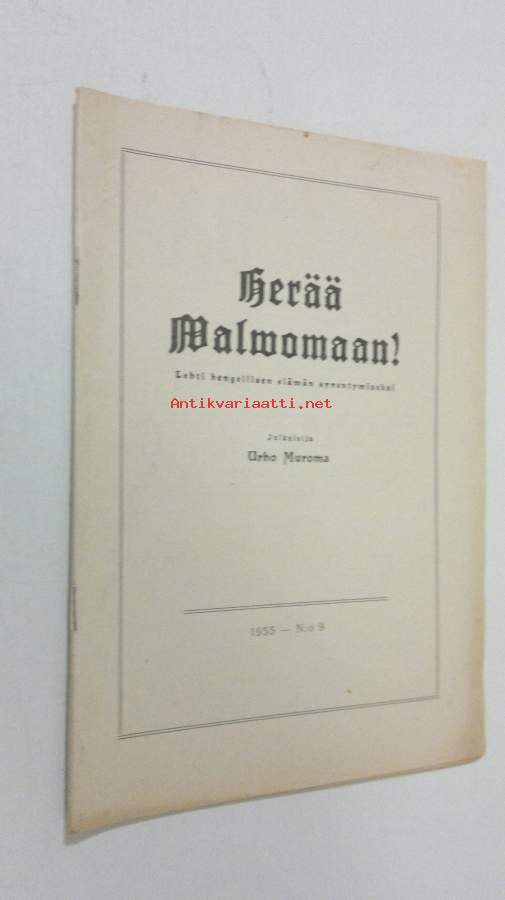 Herää
Walwomaan!
Lehti hengellisen elämän syventymiseksi
Antikvariaatti.net
Julkaisija
Urho Muroma
1955 — N:o 9